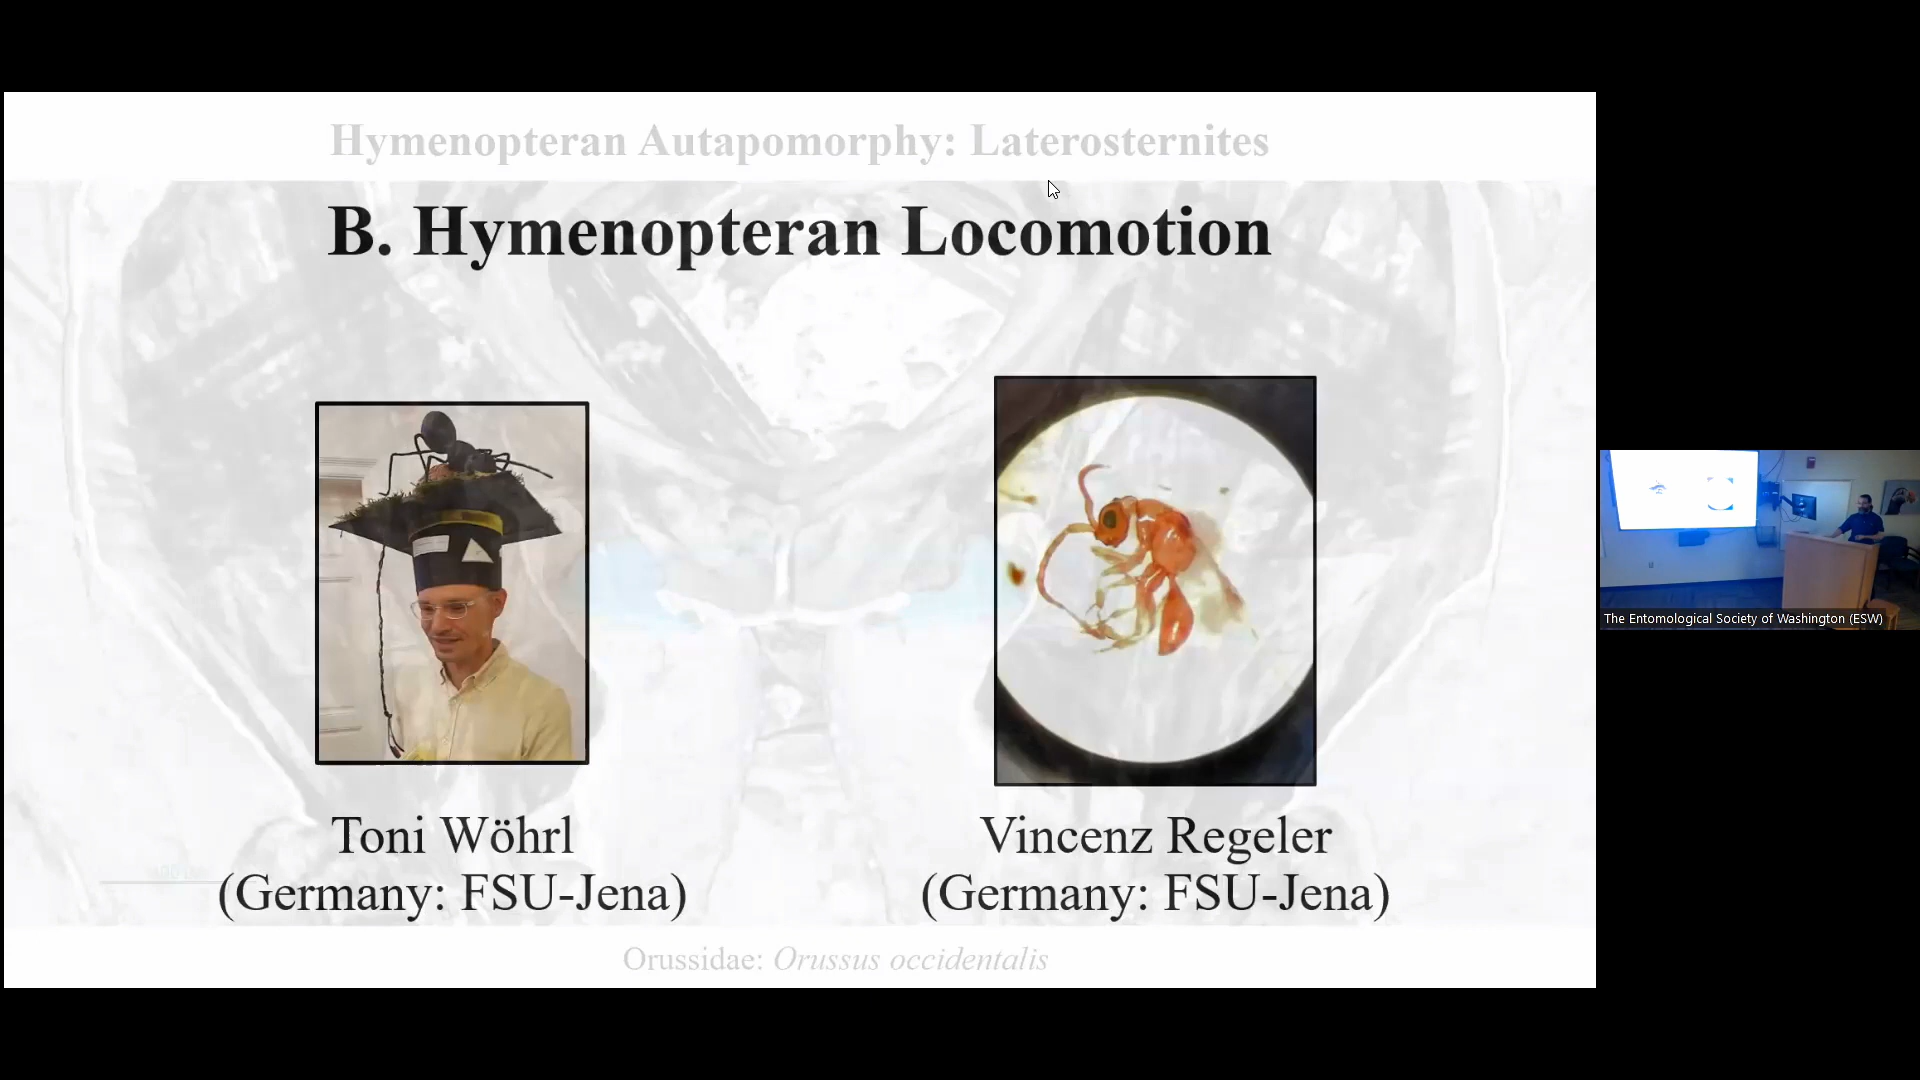 Hymenopteran Autapomorphy: Laterosternites
B. Hymenopteran Locomotion
Toni Wöhrl
(Germany: FSU-Jena)
Vincenz Regeler
(Germany: FSU-Jena)
Orussidae: Orussus occidentalis
The Entomological Society of Washington (ESW)